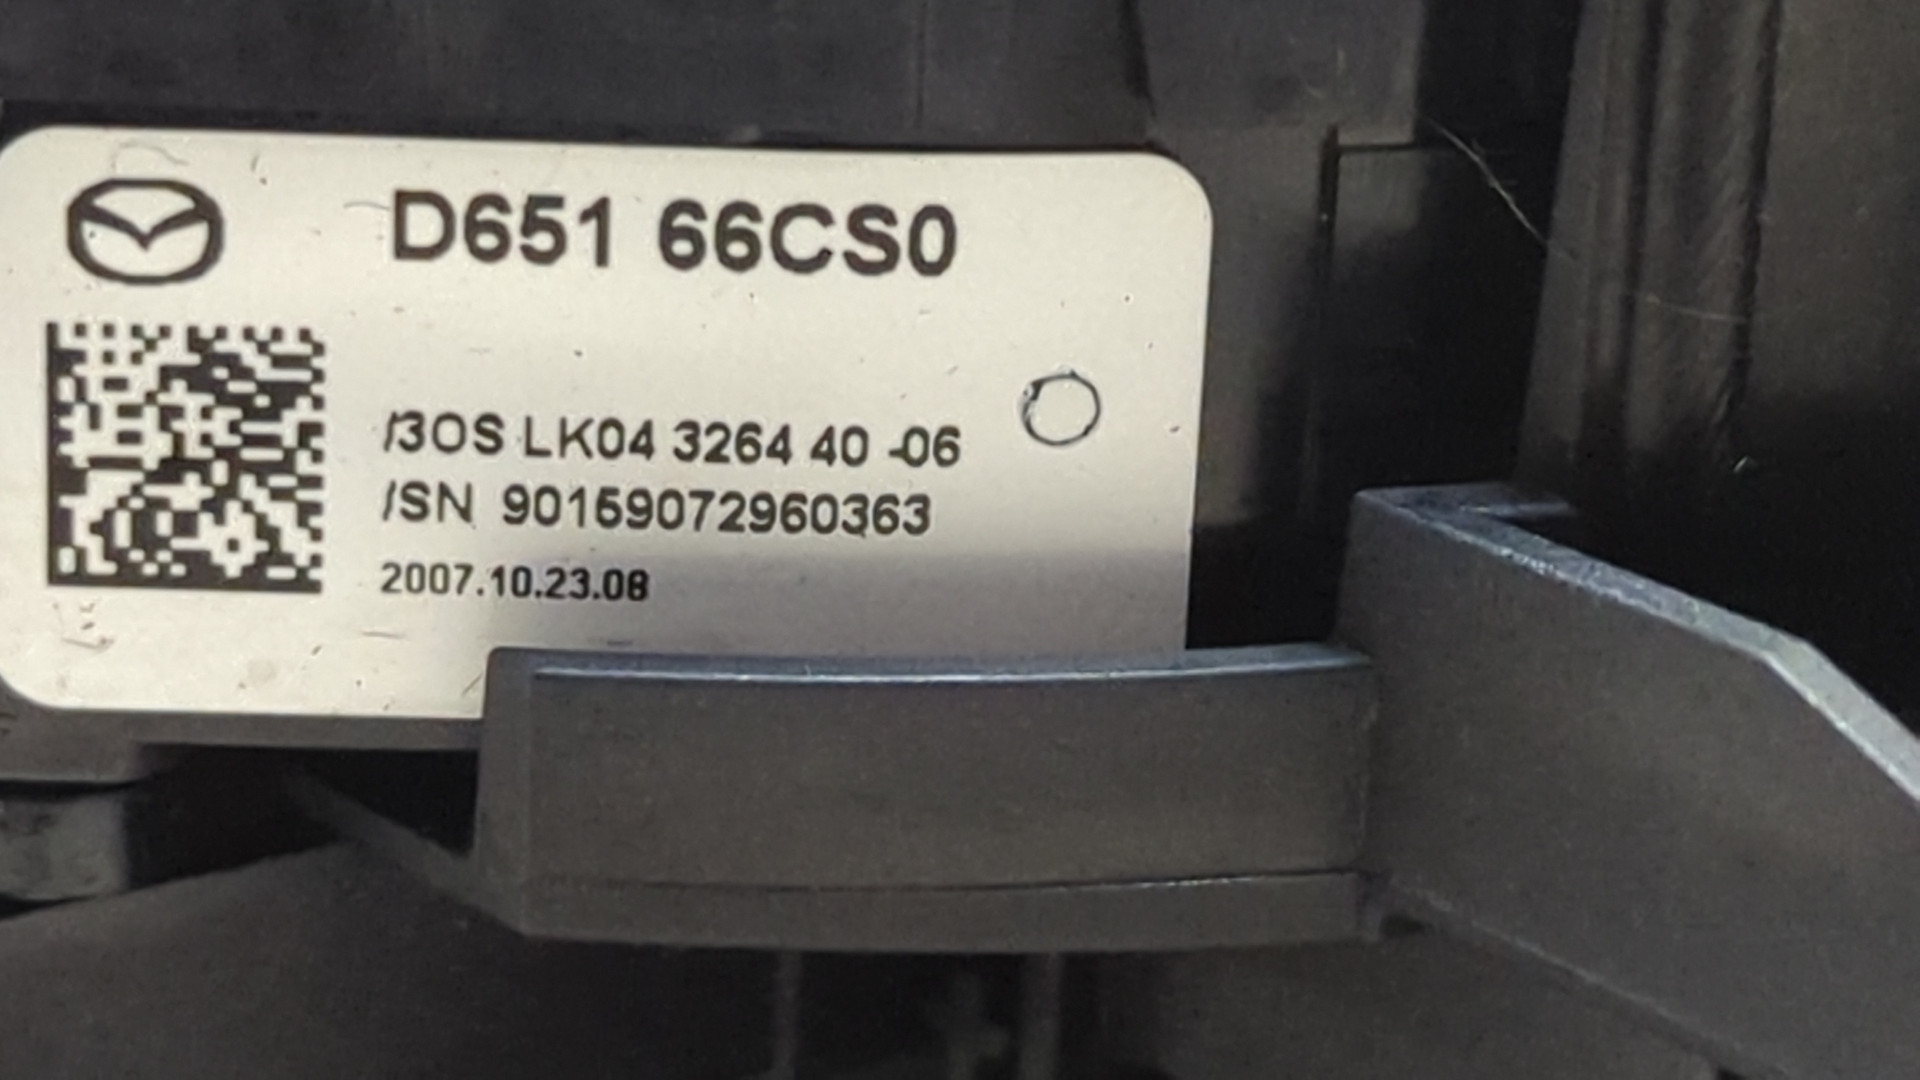 D651 66CS0
/3OS LK04 3264 40 -06
/SN 90159072960363
2007.10.23.08